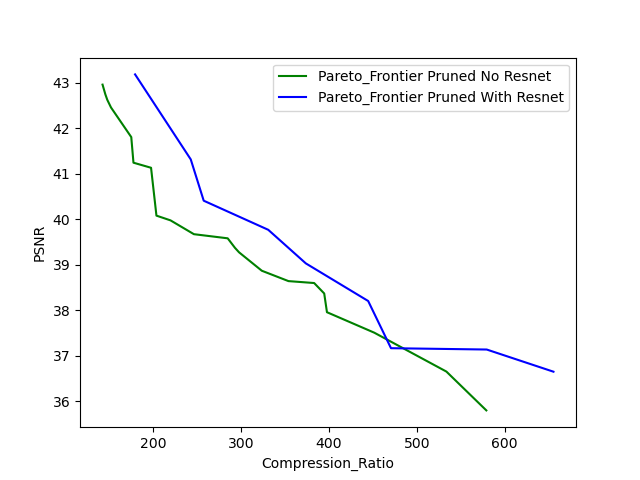 Pareto_Frontier Pruned No Resnet
Pareto_Frontier Pruned With Resnet
43
42
41
40
39
38
37
36
PSNR
200 300 400 500 600
Compression_Ratio